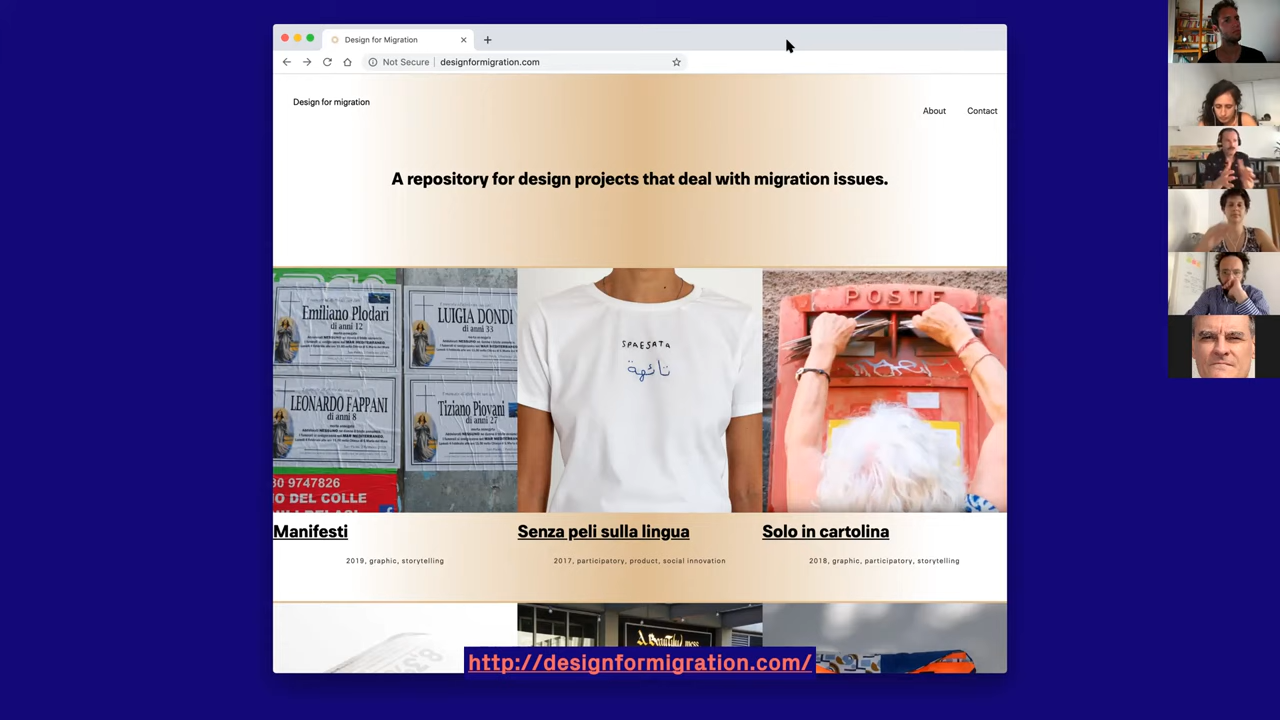 Design for Migration
Not Secure
designformigration.com
Design for migration
About
Contact
A repository for design projects that deal with migration issues.
Emiliano Plodari
di anni 12
LUIGIA DONDI
di anni 33
LEONARDO FAPPANI
di anni 8
Tiziano Piovani
di anni 27
30 9747826
O DEL COLLE
SPAESATA
تائهة
POSTE
Manifesti
Senza peli sulla lingua
Solo in cartolina
2019, graphic, storytelling
2017, participatory, product, social innovation
2018, graphic, participatory, storytelling
A Beautiful mess
http://designformigration.com/